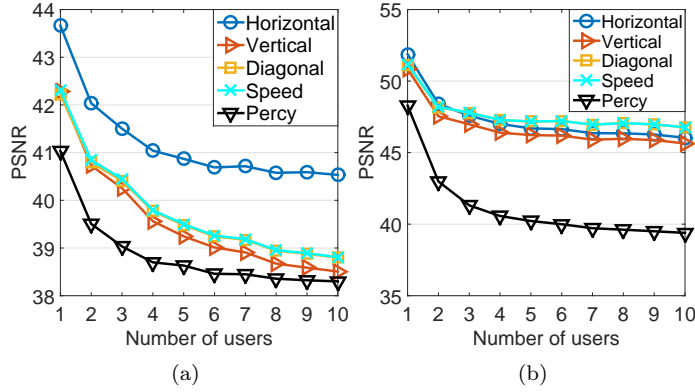 44
43
42
41
40
39
38
PSNR
1 2 3 4 5 6 7 8 9 10
Number of users
Horizontal
Vertical
Diagonal
Speed
Percy
(a)
55
50
45
40
35
PSNR
1 2 3 4 5 6 7 8 9 10
Number of users
Horizontal
Vertical
Diagonal
Speed
Percy
(b)